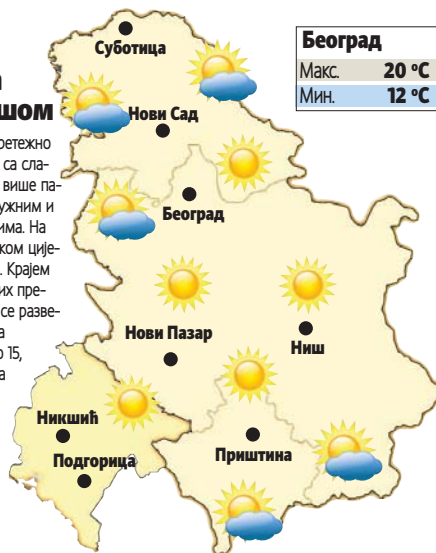 шом
ретежно
са сла-
више па-
ужним и
има. На
ком ције-
. Крајем
их пре-
се разве-
а
о 15,
а
Београд
Макс. 20 °C
Мин. 12 °C
Суботица
Нови Сад
Београд
Нови Пазар
Ниш
Никшић
Подгорица
Приштина